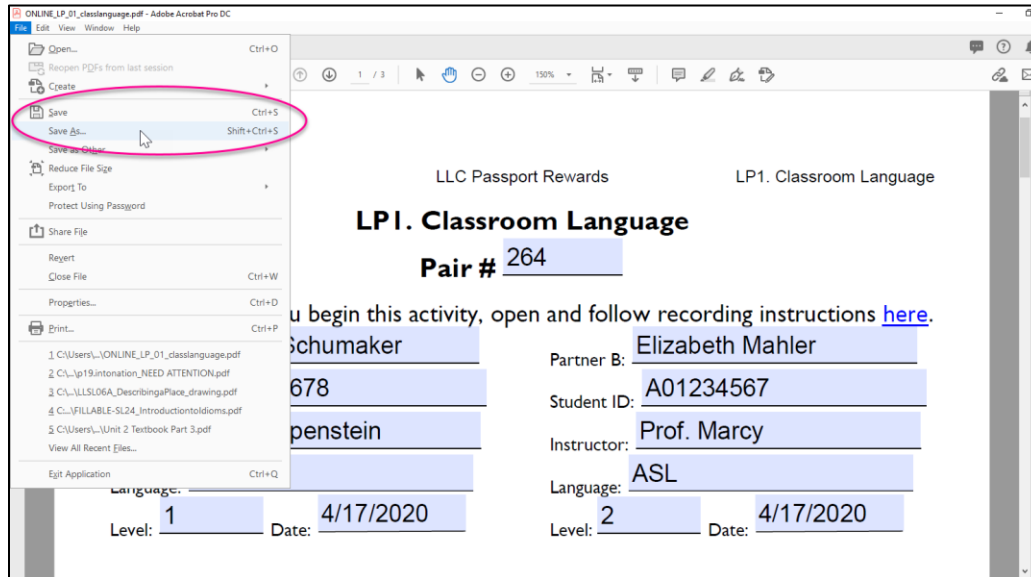 ONLINE_LP_01_classlanguage.pdf - Adobe Acrobat Pro DC
File Edit View Window Help
Open... Ctrl+O
Reopen PDFs from last session
Create
Save Ctrl+S
Save As... Shift+Ctrl+S
Save as Other
Reduce File Size
Export To
Protect Using Password
Share File
Revert
Close File Ctrl+W
Properties... Ctrl+D
Print... Ctrl+P
1 C:\Users\...\ONLINE_LP_01_classlanguage.pdf
2 C:\...\p19.intonation_NEED ATTENTION.pdf
3 C:\...\LLSL06A_DescribingaPlace_drawing.pdf
4 C:...\FILLABLE-SL24_IntroductiontoIdioms.pdf
5 C:\Users\...\Unit 2 Textbook Part 3.pdf
View All Recent Files...
Exit Application Ctrl+Q
1 / 3 150%
LLC Passport Rewards LP1. Classroom Language
LP1. Classroom Language
Pair # 264
u begin this activity, open and follow recording instructions here.
Schumaker Partner B: Elizabeth Mahler
678 Student ID: A01234567
penstein Instructor: Prof. Marcy
Language: Language: ASL
Level: 1 Date: 4/17/2020 Level: 2 Date: 4/17/2020